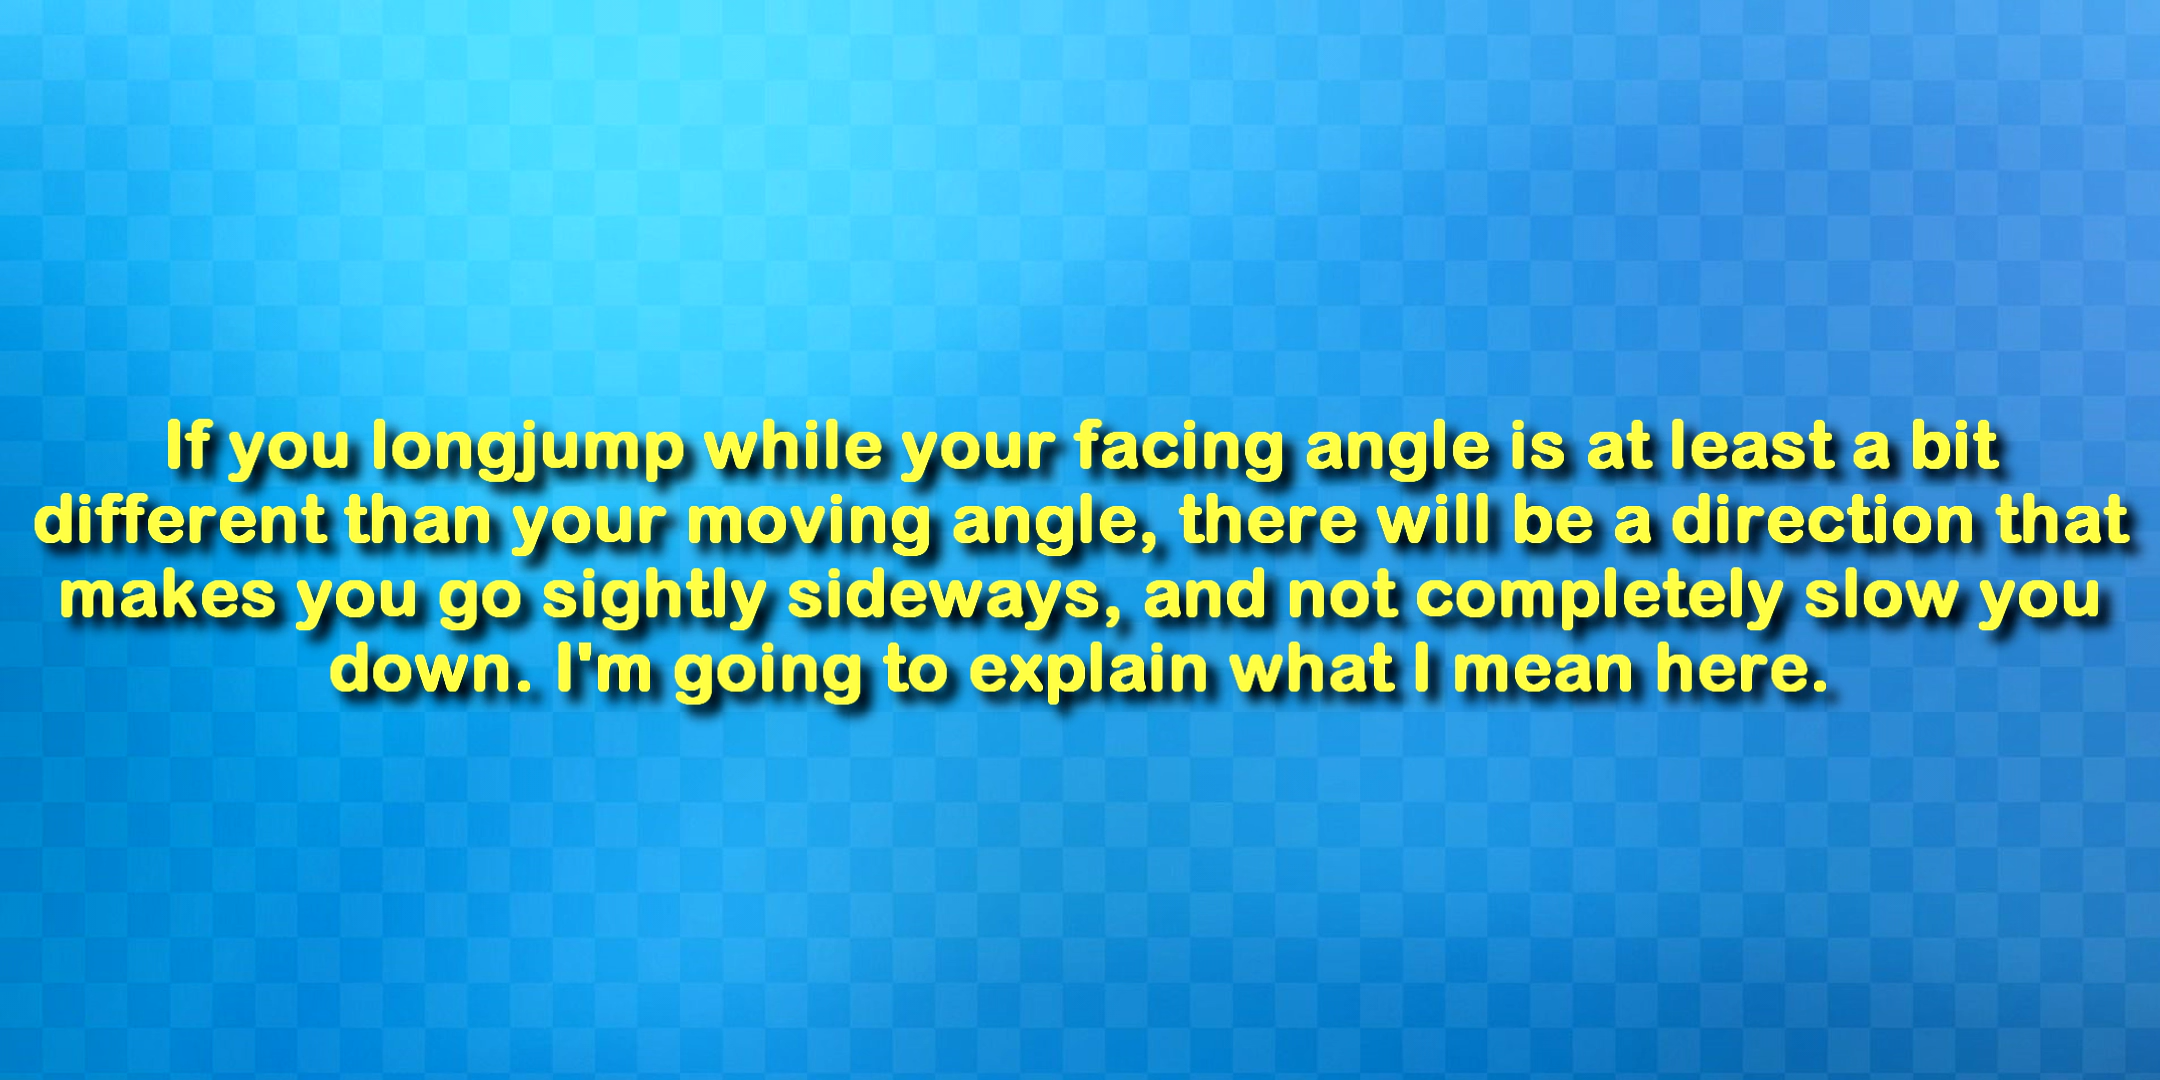 If you longjump while your facing angle is at least a bit
different than your moving angle, there will be a direction that
makes you go sightly sideways, and not completely slow you
down. I'm going to explain what I mean here.